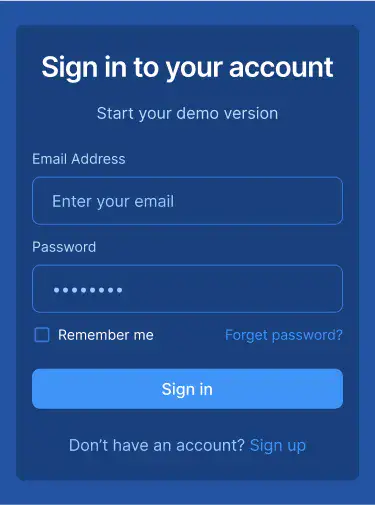 Sign in to your account
Start your demo version
Email Address
Enter your email
Password
••••••••
Remember me Forget password?
Sign in
Don't have an account? Sign up